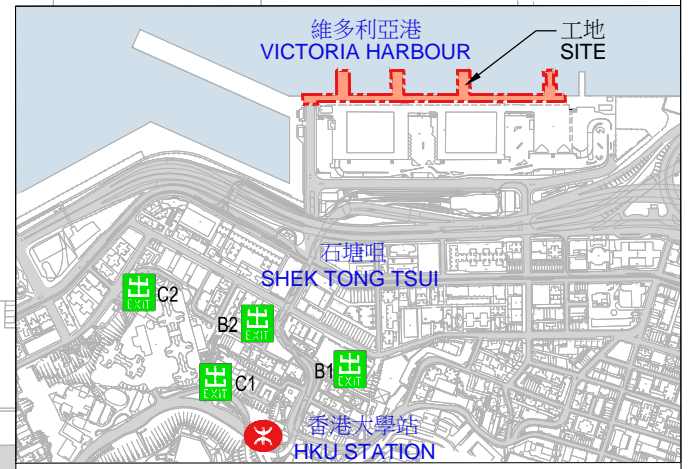 維多利亞港
VICTORIA HARBOUR
工地
SITE
石塘咀
SHEK TONG TSUI
出
EXIT
C2
B2
出
EXIT
出
EXIT
C1
B1
出
EXIT
香港大學站
HKU STATION